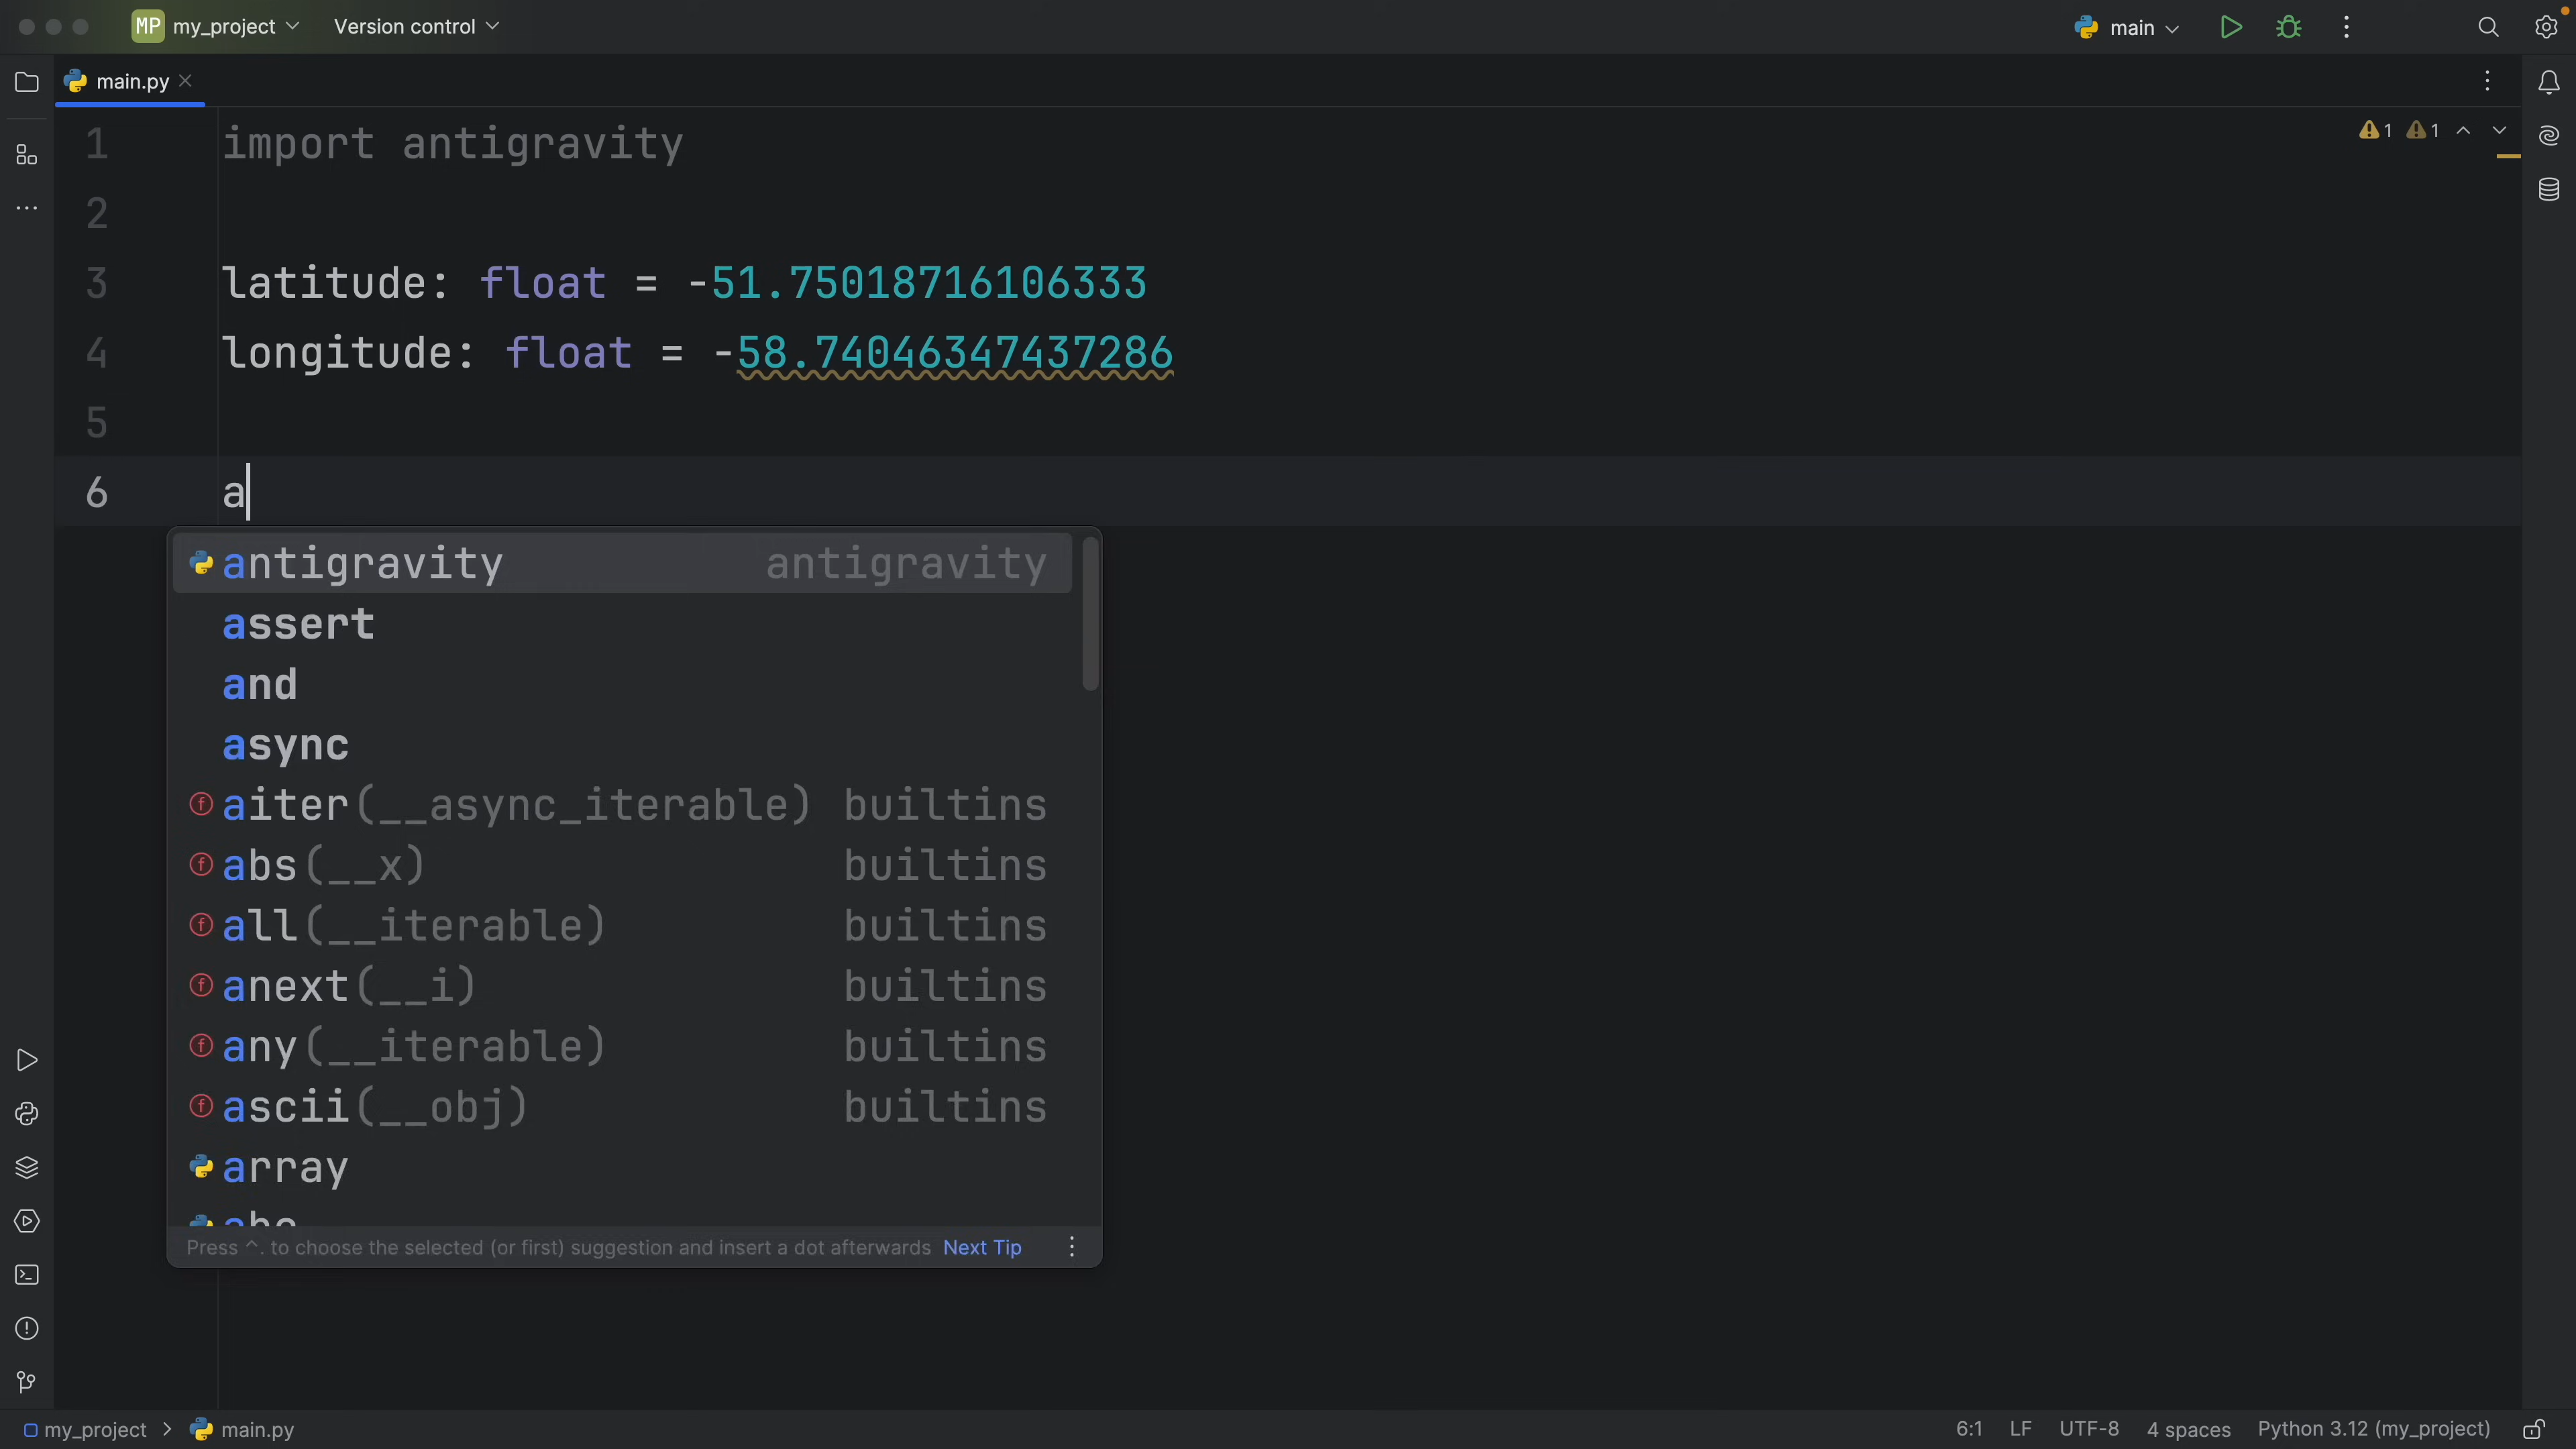 MP my_project Version control main
main.py
1 import antigravity
2
3 latitude: float = -51.75018716106333
4 longitude: float = -58.74046347437286
5
6 a
1 1
antigravity antigravity
assert
and
async
aiter(__async_iterable) builtins
abs(__x) builtins
all(__iterable) builtins
anext(__i) builtins
any(__iterable) builtins
ascii(__obj) builtins
array
Press ^. to choose the selected (or first) suggestion and insert a dot afterwards Next Tip
my_project > main.py 6:1 LF UTF-8 4 spaces Python 3.12 (my_project)